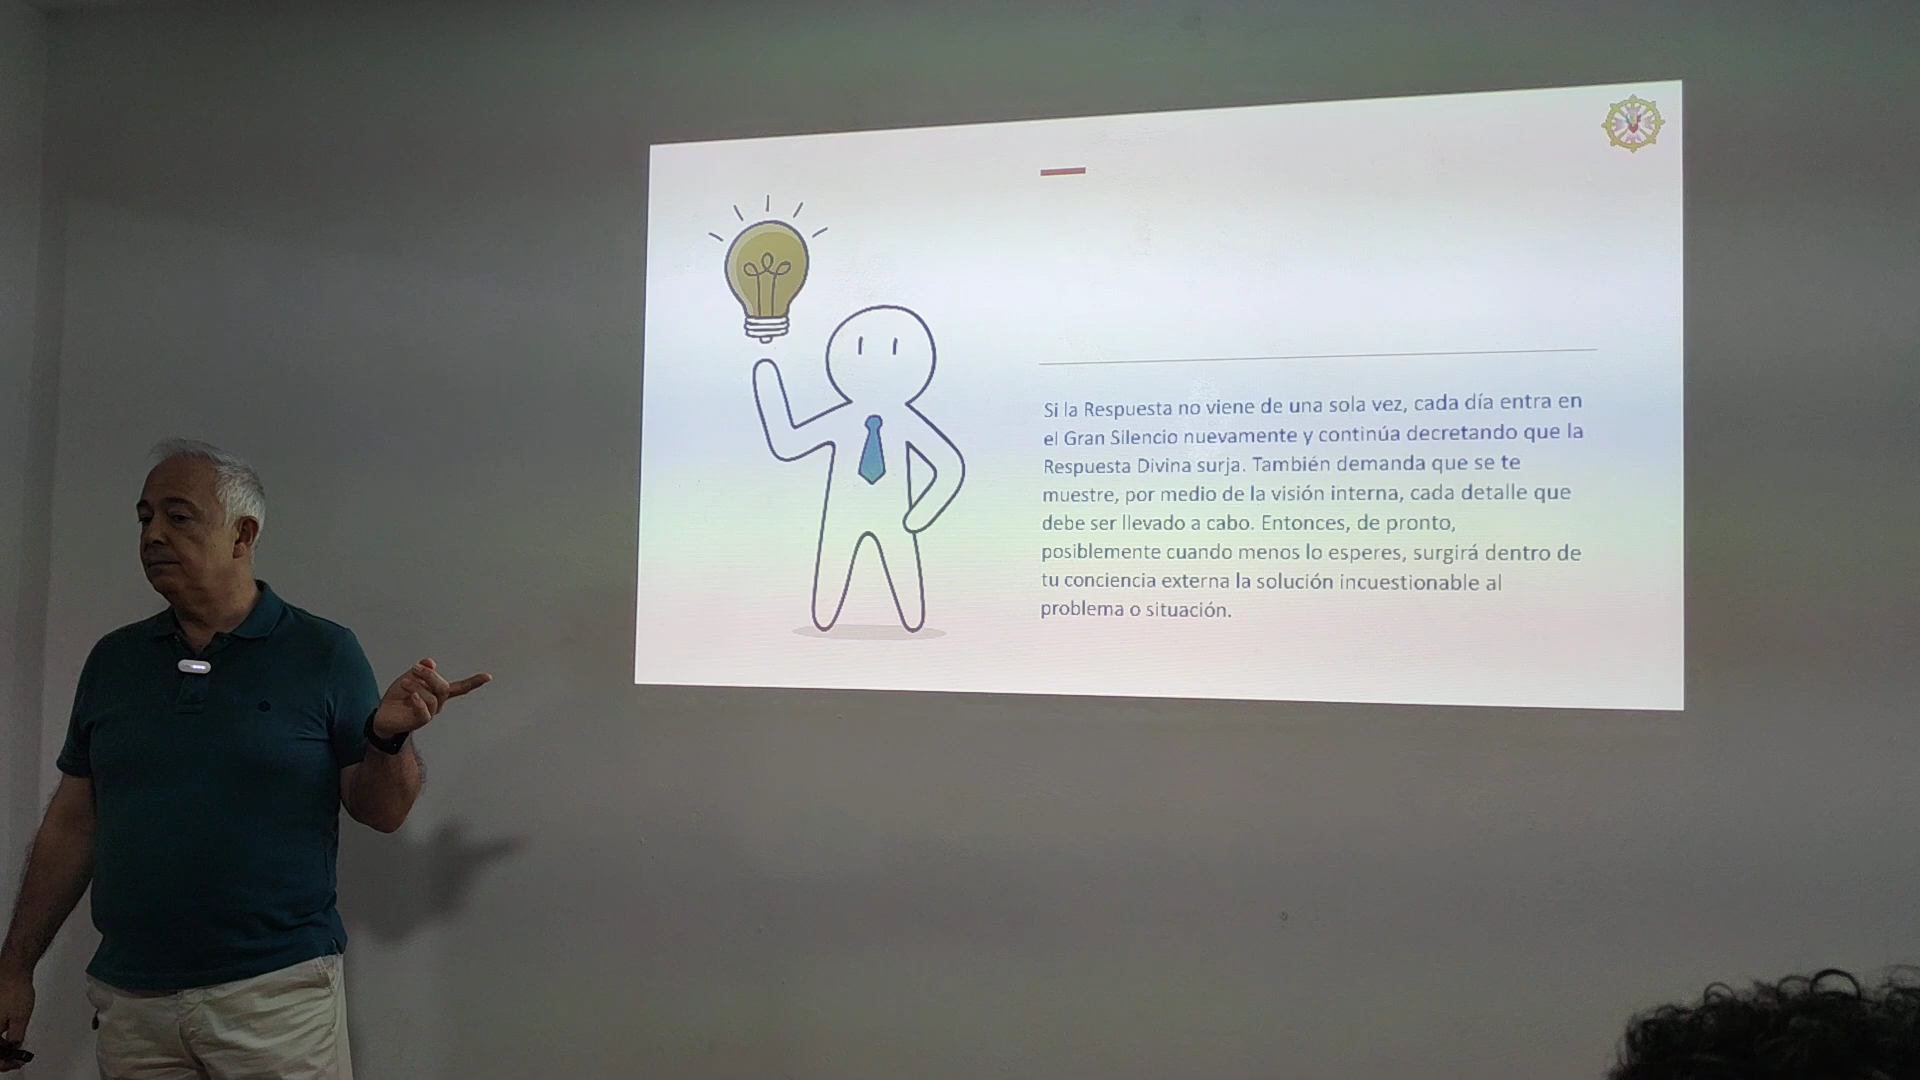 Si la Respuesta no viene de una sola vez, cada día entra en
el Gran Silencio nuevamente y continúa decretando que la
Respuesta Divina surja. También demanda que se te
muestre, por medio de la visión interna, cada detalle que
debe ser llevado a cabo. Entonces, de pronto,
posiblemente cuando menos lo esperes, surgirá dentro de
tu conciencia externa la solución incuestionable al
problema o situación.